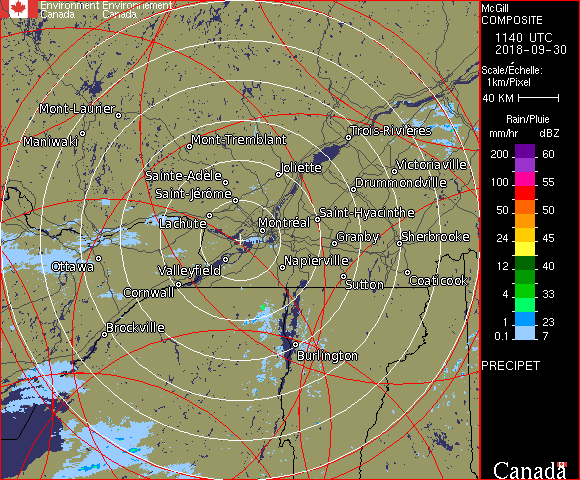 Environment Environnement
Canada Canada
McGill
COMPOSITE
1140 UTC
2018-09-30
Scale/Échelle:
1km/Pixel
40 KM
Rain/Pluie
mm/hr dBZ
200 60
100 55
50 50
24 45
12 40
4 33
1 23
0.1 7
PRECIPET
Canada
Mont-Laurier
Maniwaki
Mont-Tremblant
Trois-Rivières
Sainte-Adèle
Joliette
Victoriaville
Saint-Jérôme
Drummondville
Lachute
Montréal
Saint-Hyacinthe
Granby
Sherbrooke
Ottawa
Valleyfield
Napierville
Cornwall
Sutton
Coaticook
Brockville
Burlington